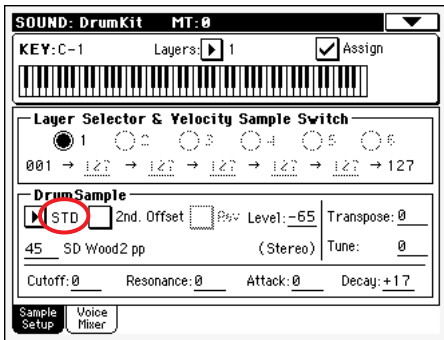 SOUND: DrumKit MT:0
KEY:C-1 Layers: 1 Assign
Layer Selector & Velocity Sample Switch
1 2 3 4 5 6
001 → 127 → 127 → 127 → 127 → 127 → 127
DrumSample
STD 2nd. Offset Rev Level:-65 Transpose:0
45 SD Wood2 pp (Stereo) Tune: 0
Cutoff:0 Resonance:0 Attack:0 Decay:+17
Sample Setup Voice Mixer